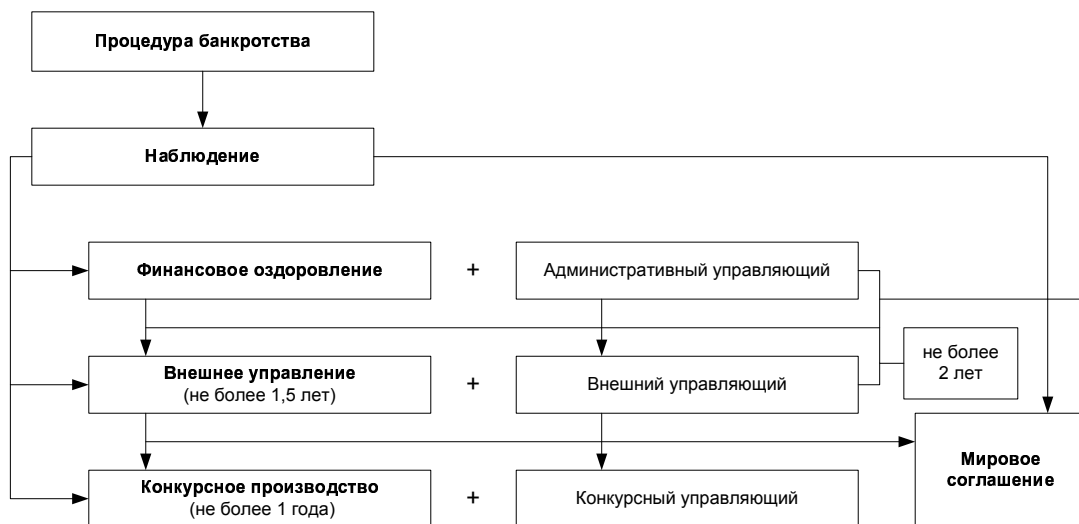 Процедура банкротства
Наблюдение
Финансовое оздоровление
+
Административный управляющий
не более
2 лет
Внешнее управление
(не более 1,5 лет)
+
Внешний управляющий
Мировое
соглашение
Конкурсное производство
(не более 1 года)
+
Конкурсный управляющий